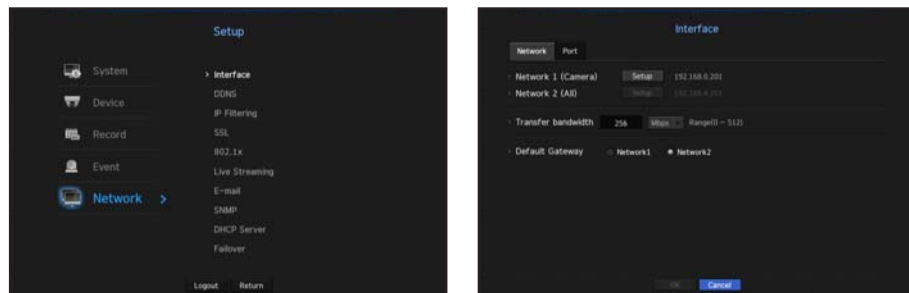 Setup
System
Device
Record
Event
Network >
> Interface
DDNS
IP Filtering
SSL
802.1x
Live Streaming
E-mail
SNMP
DHCP Server
Failover
Logout Return
Interface
Network Port
Network 1 (Camera) Setup 192.168.0.201
Network 2 (All) Setup
Transfer bandwidth 256 Mbps Range(0 ~ 512)
Default Gateway Network1 Network2
OK Cancel